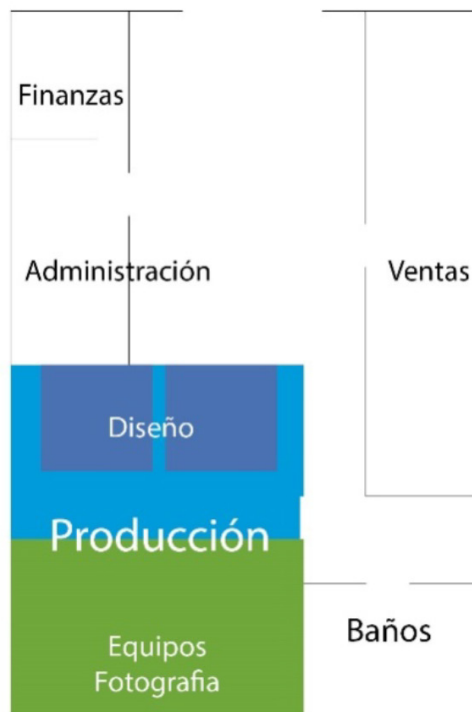 Finanzas
Administración
Ventas
Diseño
Producción
Equipos
Fotografia
Baños